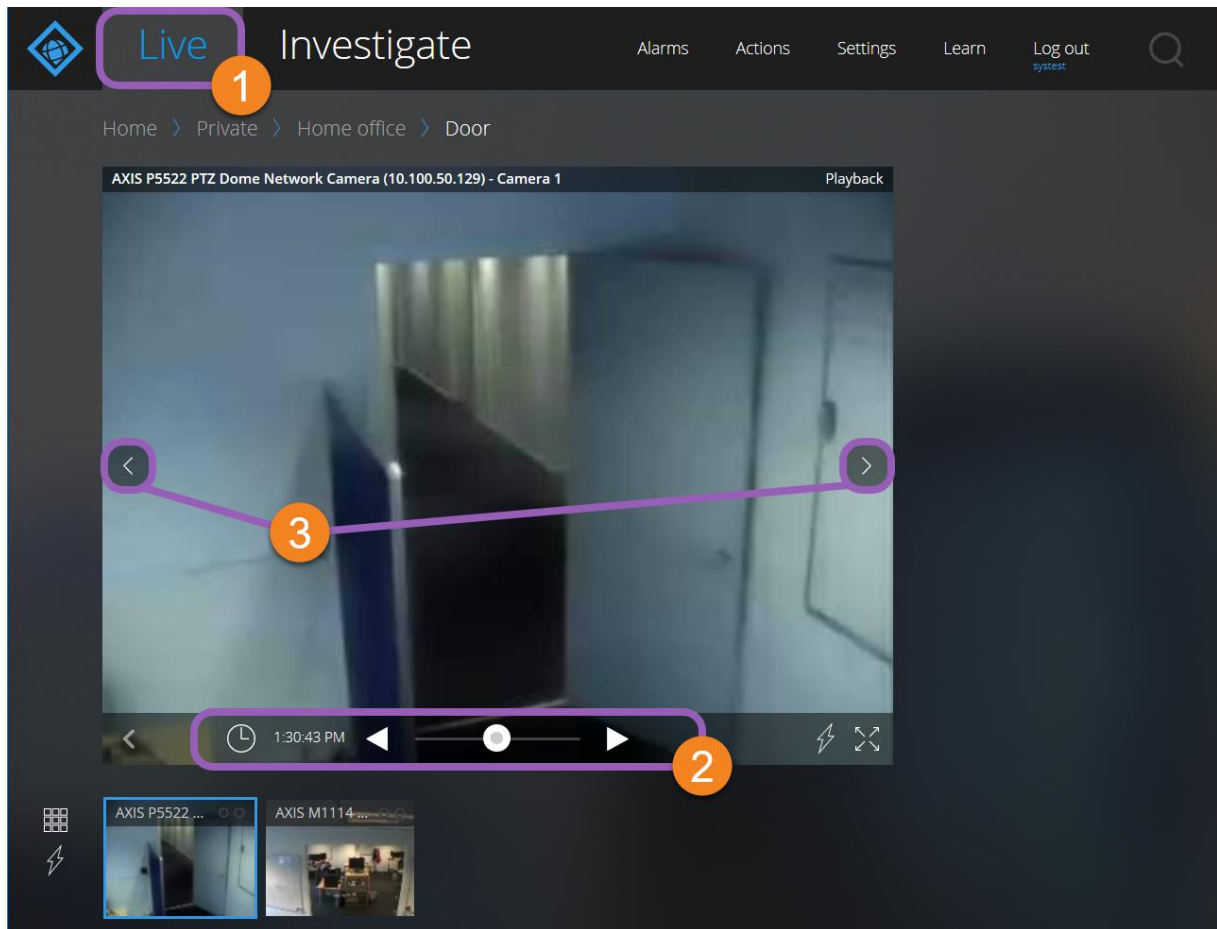 Live Investigate Alarms Actions Settings Learn Log out
systest
1
Home > Private > Home office > Door
AXIS P5522 PTZ Dome Network Camera (10.100.50.129) - Camera 1 Playback
3
1:30:43 PM
2
AXIS P5522 ... AXIS M1114 ...